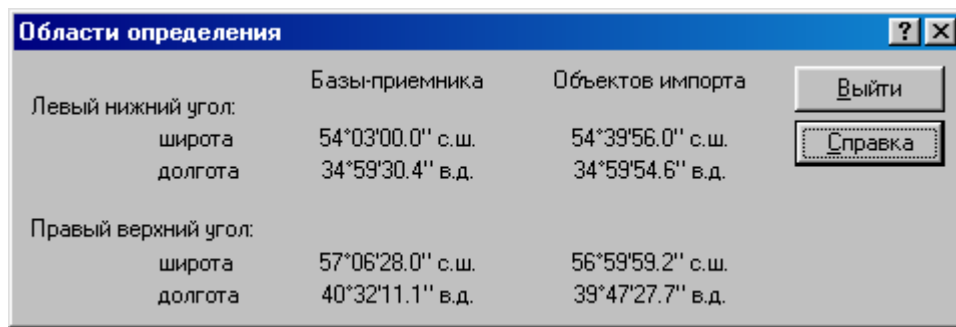 Области определения
Базы-приемника Объектов импорта Выйти
Левый нижний угол:
широта 54°03'00.0'' с.ш. 54°39'56.0'' с.ш. Справка
долгота 34°59'30.4'' в.д. 34°59'54.6'' в.д.
Правый верхний угол:
широта 57°06'28.0'' с.ш. 56°59'59.2'' с.ш.
долгота 40°32'11.1'' в.д. 39°47'27.7'' в.д.